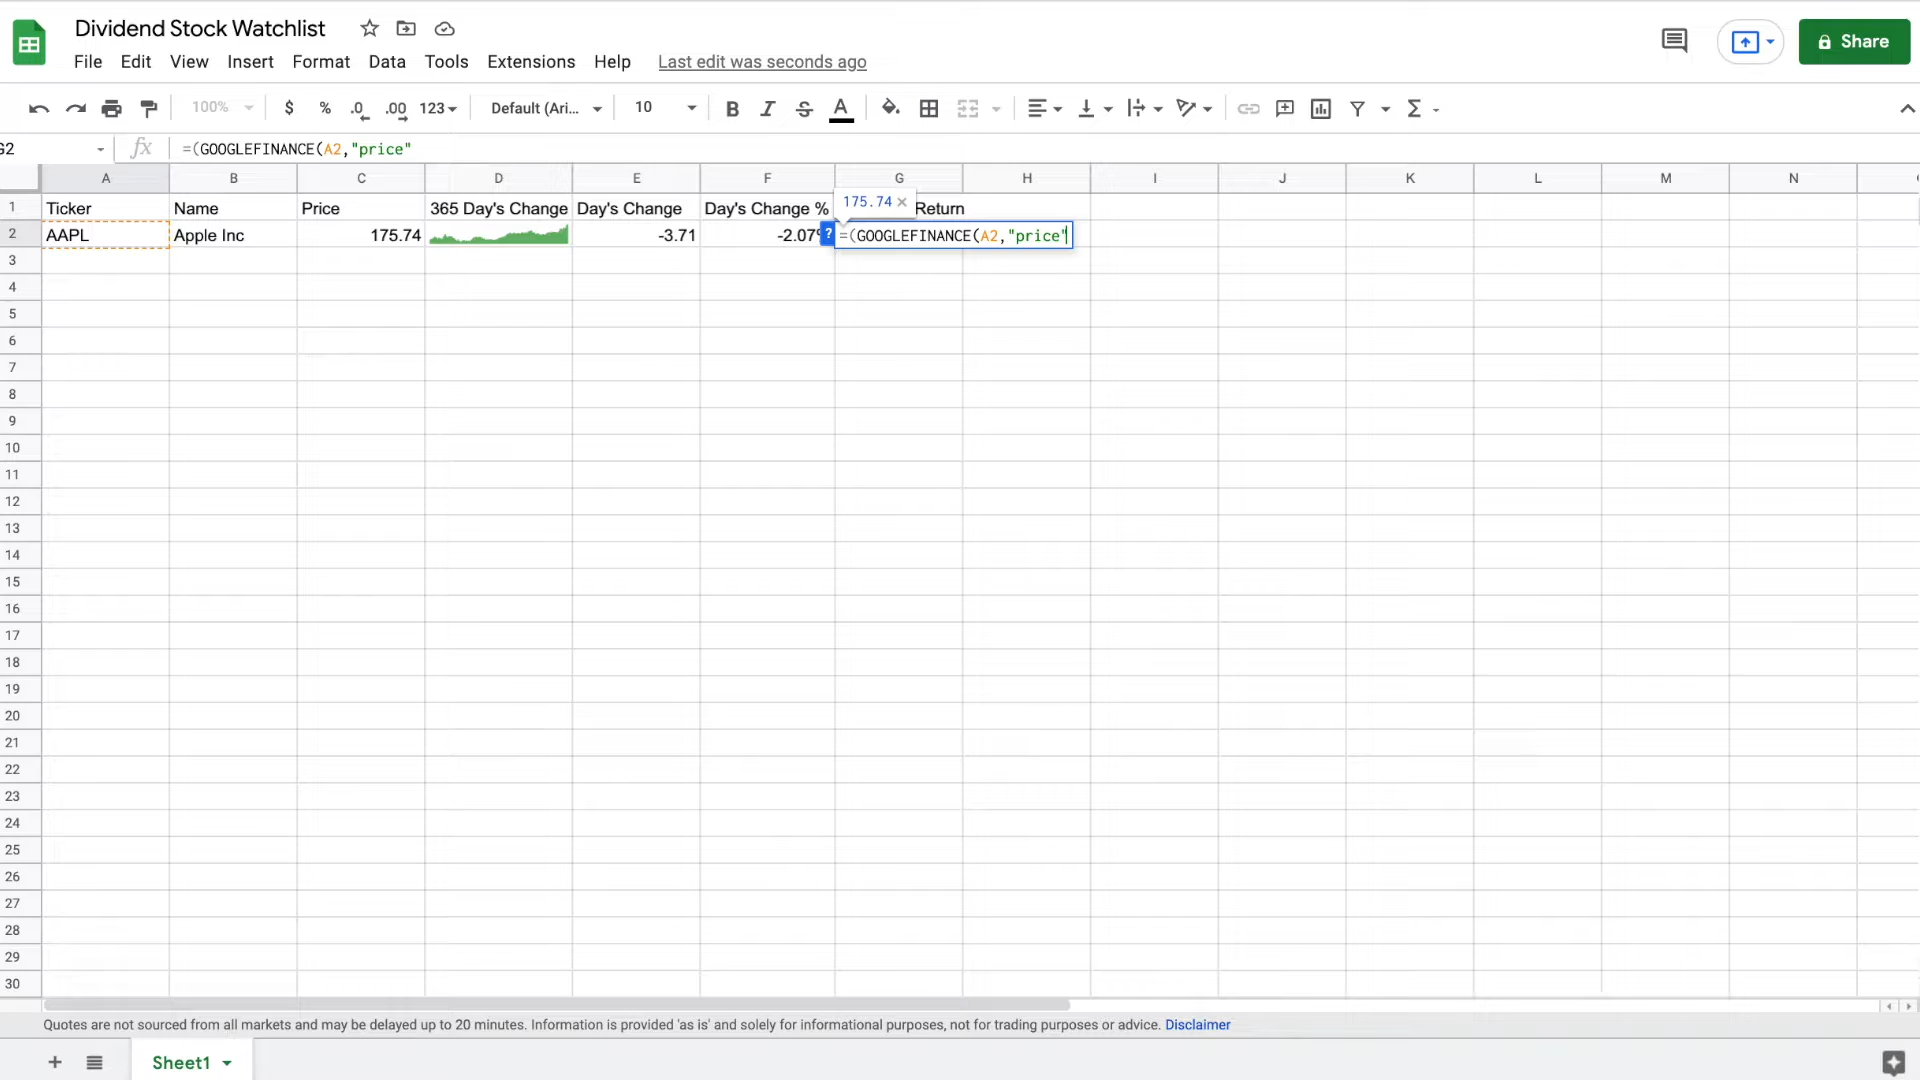 Dividend Stock Watchlist
File Edit View Insert Format Data Tools Extensions Help Last edit was seconds ago
Share
100% $ % .0 .00 123 Default (Ari... 10 B I S A Σ
G2 fx =(GOOGLEFINANCE(A2,"price"
A B C D E F G H I J K L M N
175.74 ×
1 Ticker Name Price 365 Day's Change Day's Change Day's Change % Return
2 AAPL Apple Inc 175.74 -3.71 -2.07% ? =(GOOGLEFINANCE(A2,"price"
3
4
5
6
7
8
9
10
11
12
13
14
15
16
17
18
19
20
21
22
23
24
25
26
27
28
29
30
Quotes are not sourced from all markets and may be delayed up to 20 minutes. Information is provided 'as is' and solely for informational purposes, not for trading purposes or advice. Disclaimer
+ Sheet1